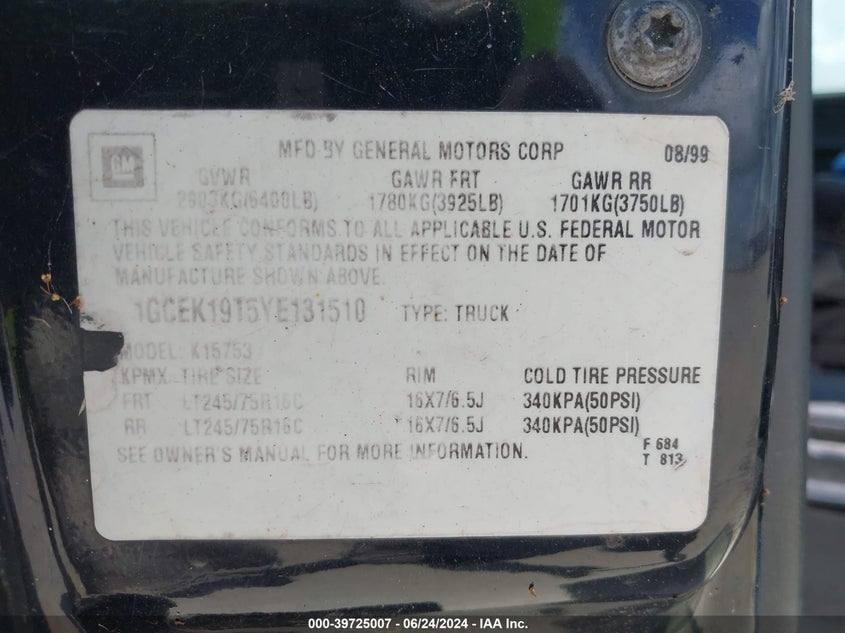 GM
MFD BY GENERAL MOTORS CORP 08/99
GVWR GAWR FRT GAWR RR
2903KG(6400LB) 1780KG(3925LB) 1701KG(3750LB)
THIS VEHICLE CONFORMS TO ALL APPLICABLE U.S. FEDERAL MOTOR
VEHICLE SAFETY STANDARDS IN EFFECT ON THE DATE OF
MANUFACTURE SHOWN ABOVE.
1GCEK19T5YE131510 TYPE: TRUCK
MODEL: K15753
KPMX TIRE SIZE RIM COLD TIRE PRESSURE
FRT LT245/75R16C 16X7/6.5J 340KPA(50PSI)
RR LT245/75R16C 16X7/6.5J 340KPA(50PSI)
SEE OWNER'S MANUAL FOR MORE INFORMATION.
F 684
T 813
000-39725007 - 06/24/2024 - IAA Inc.